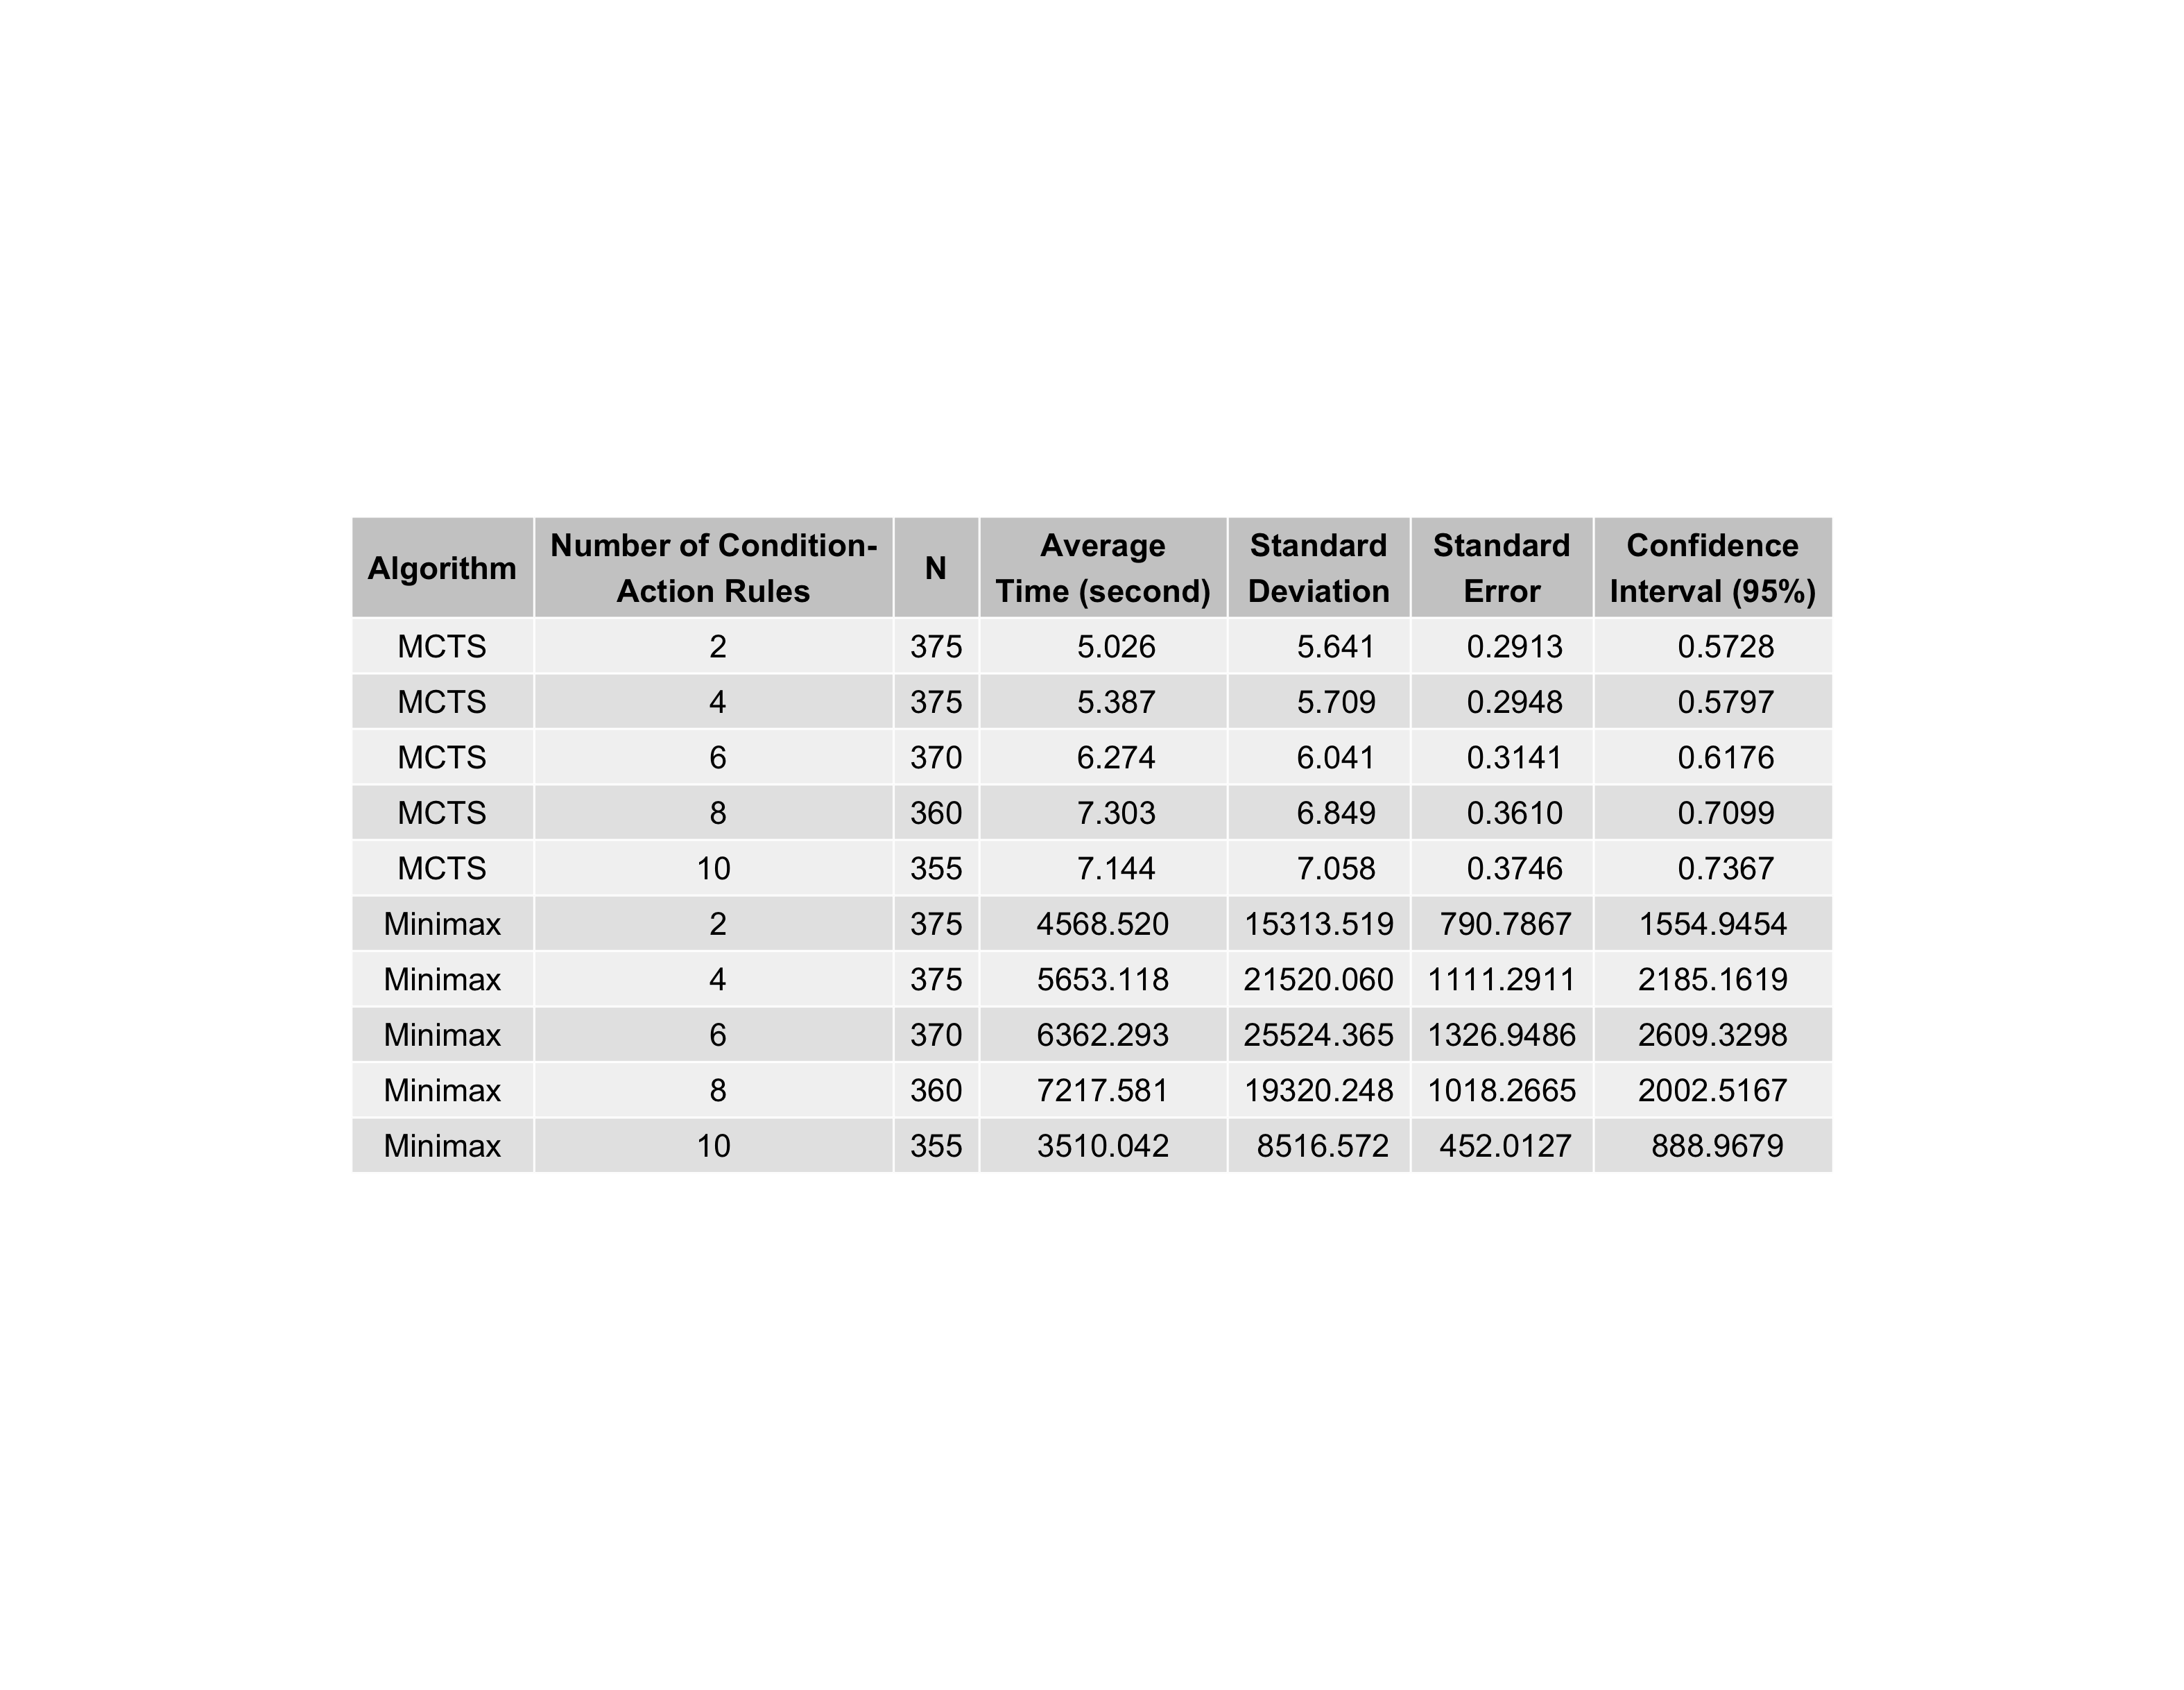 Algorithm Number of Condition-Action Rules N Average Time (second) Standard Deviation Standard Error Confidence Interval (95%)
MCTS 2 375 5.026 5.641 0.2913 0.5728
MCTS 4 375 5.387 5.709 0.2948 0.5797
MCTS 6 370 6.274 6.041 0.3141 0.6176
MCTS 8 360 7.303 6.849 0.3610 0.7099
MCTS 10 355 7.144 7.058 0.3746 0.7367
Minimax 2 375 4568.520 15313.519 790.7867 1554.9454
Minimax 4 375 5653.118 21520.060 1111.2911 2185.1619
Minimax 6 370 6362.293 25524.365 1326.9486 2609.3298
Minimax 8 360 7217.581 19320.248 1018.2665 2002.5167
Minimax 10 355 3510.042 8516.572 452.0127 888.9679